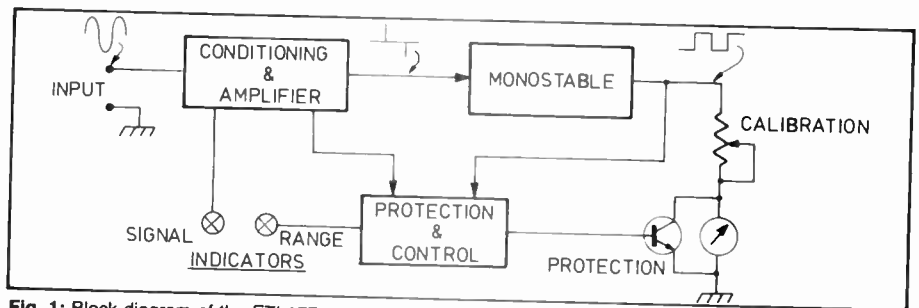 CONDITIONING
&
AMPLIFIER
INPUT
MONOSTABLE
CALIBRATION
PROTECTION
&
CONTROL
SIGNAL
RANGE
INDICATORS
PROTECTION
Fig. 1: Block diagram of the